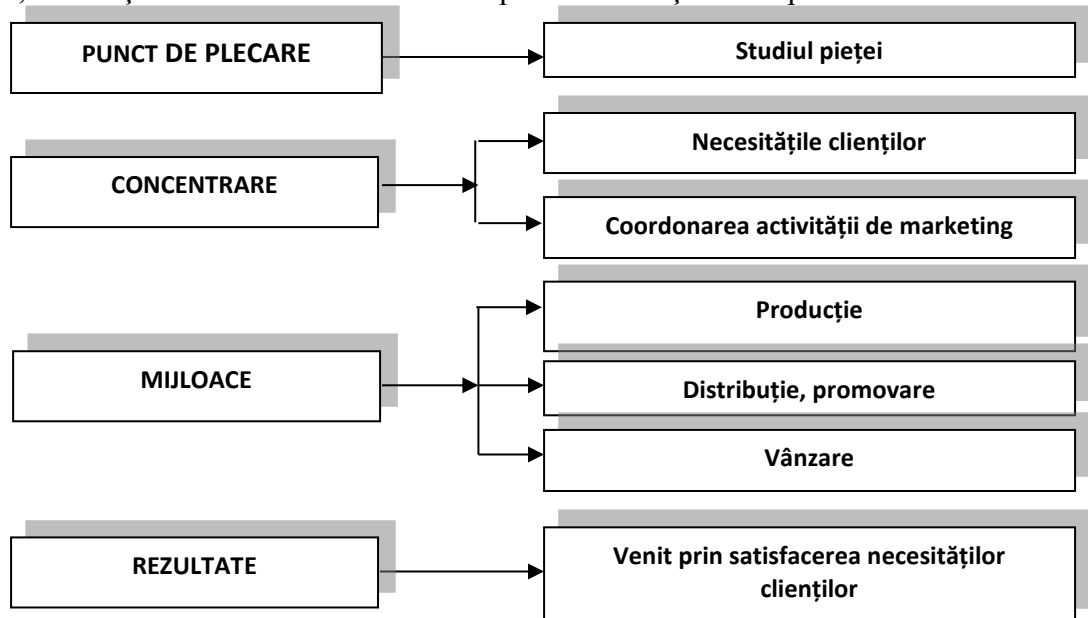 PUNCT DE PLECARE
Studiul pieței
Necesitățile clienților
CONCENTRARE
Coordonarea activității de marketing
Producție
MIJLOACE
Distribuție, promovare
Vânzare
REZULTATE
Venit prin satisfacerea necesităților
clienților